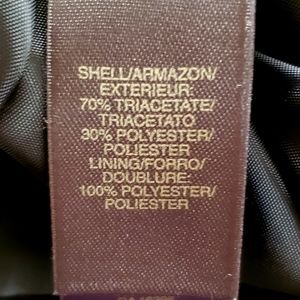 SHELL/ARMAZON/
EXTERIEUR:
70% TRIACETATE/
TRIACETATO
30% POLYESTER/
POLIESTER
LINING/FORRO/
DOUBLURE:
100% POLYESTER/
POLIESTER